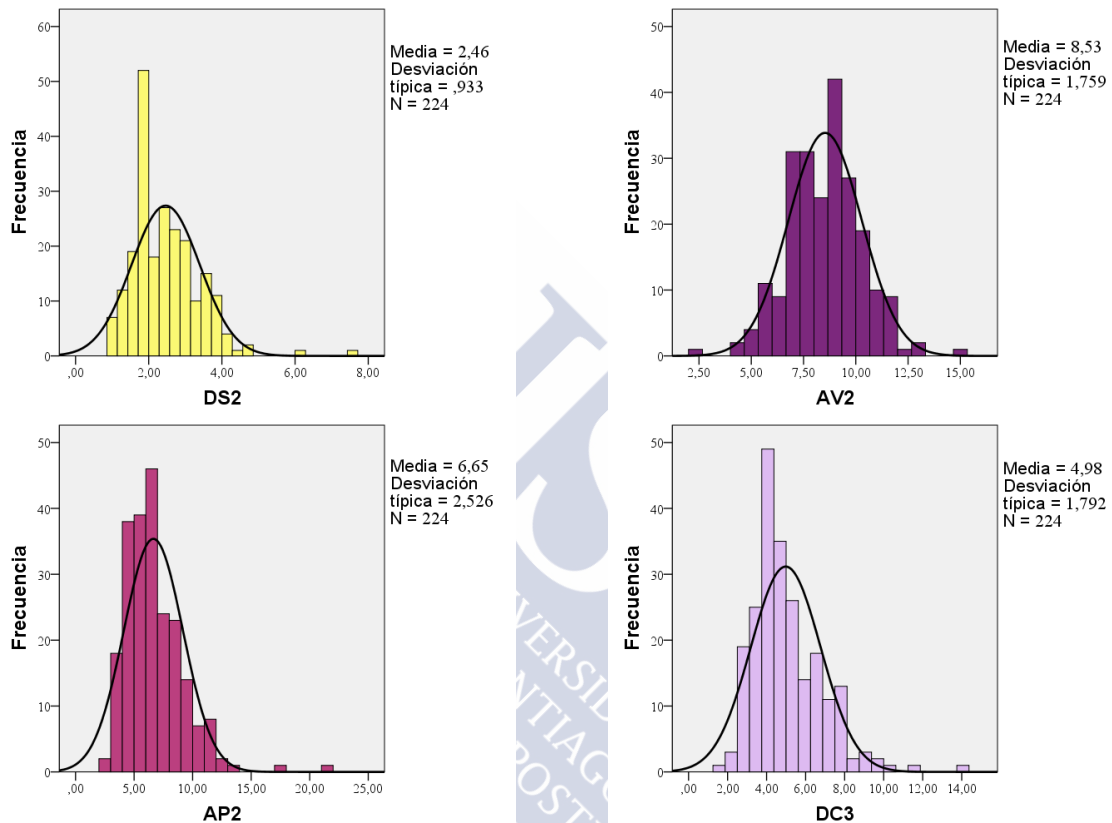 Frecuencia
60
50
40
30
20
10
0
,00
2,00
4,00
6,00
8,00
DS2
Media = 2,46
Desviación
típica = ,933
N = 224
Frecuencia
50
40
30
20
10
0
2,50
5,00
7,50
10,00
12,50
15,00
AV2
Media = 8,53
Desviación
típica = 1,759
N = 224
Frecuencia
50
40
30
20
10
0
,00
5,00
10,00
15,00
20,00
25,00
AP2
Media = 6,65
Desviación
típica = 2,526
N = 224
Frecuencia
50
40
30
20
10
0
,00
2,00
4,00
6,00
8,00
10,00
12,00
14,00
DC3
Media = 4,98
Desviación
típica = 1,792
N = 224